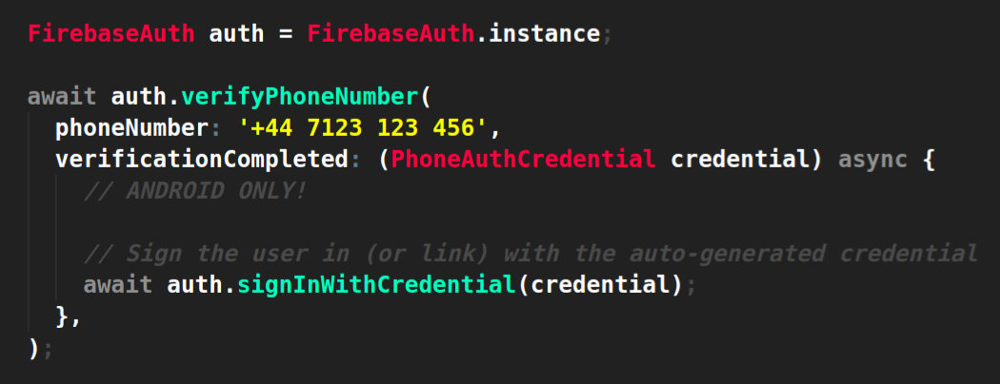 FirebaseAuth auth = FirebaseAuth.instance;
await auth.verifyPhoneNumber(
phoneNumber: '+44 7123 123 456',
verificationCompleted: (PhoneAuthCredential credential) async {
// ANDROID ONLY!
// Sign the user in (or link) with the auto-generated credential
await auth.signInWithCredential(credential);
},
);